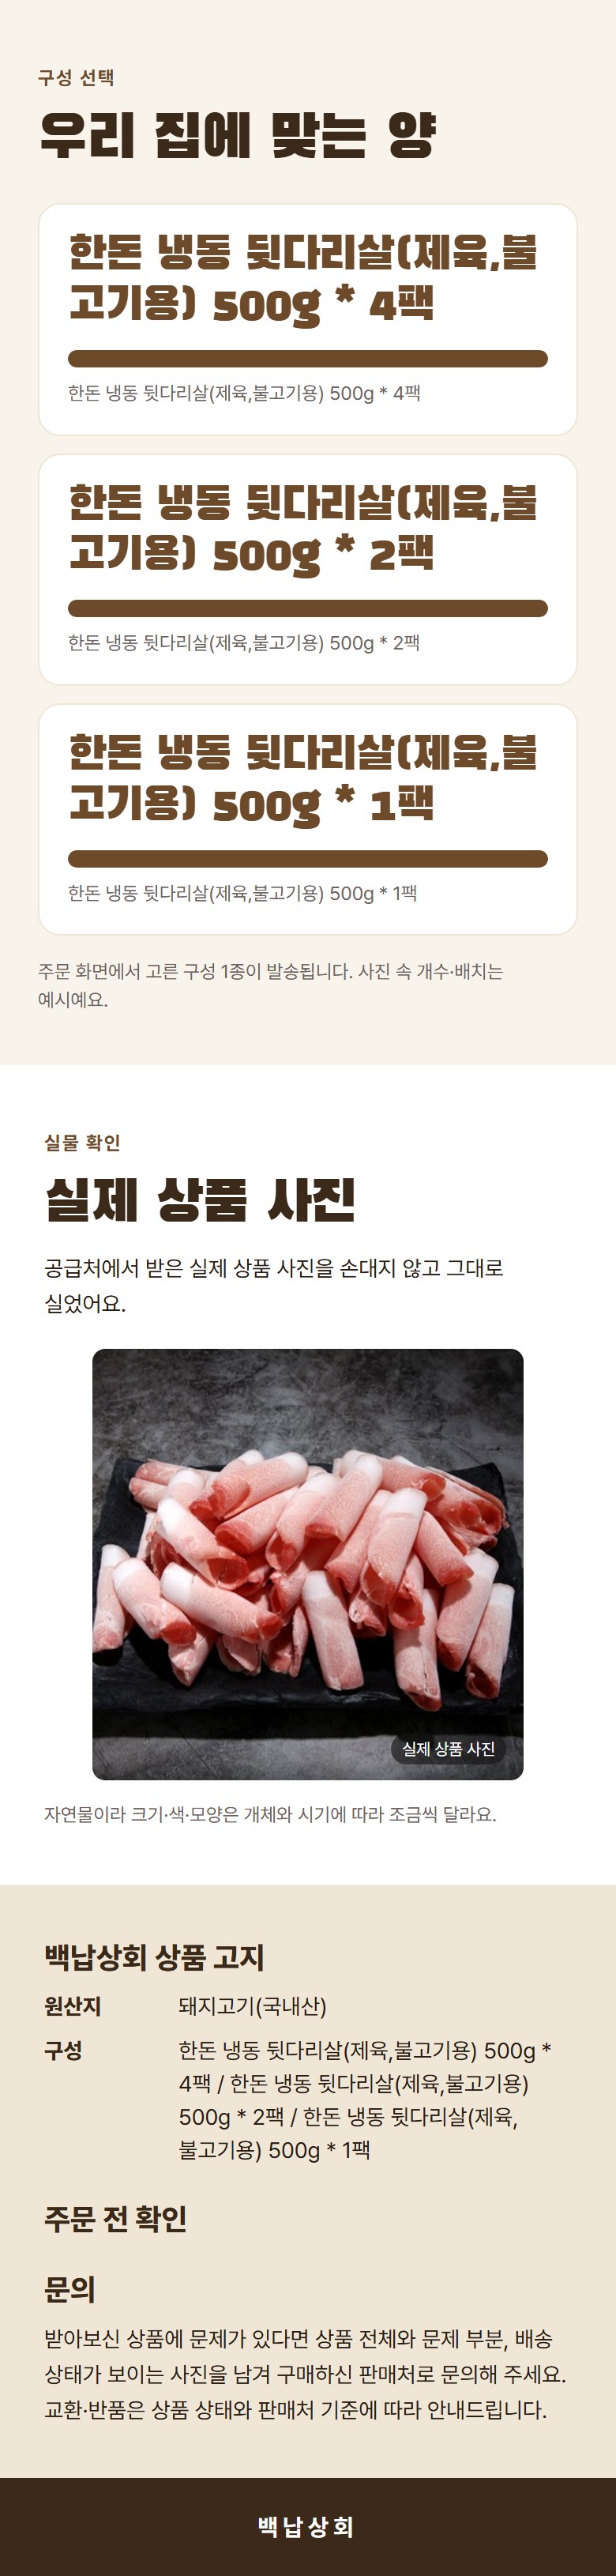 구성 선택
우리 집에 맞는 양
한돈 냉동 뒷다리살(제육,불
고기용) 500g * 4팩
한돈 냉동 뒷다리살(제육,불고기용) 500g * 4팩
한돈 냉동 뒷다리살(제육,불
고기용) 500g * 2팩
한돈 냉동 뒷다리살(제육,불고기용) 500g * 2팩
한돈 냉동 뒷다리살(제육,불
고기용) 500g * 1팩
한돈 냉동 뒷다리살(제육,불고기용) 500g * 1팩
주문 화면에서 고른 구성 1종이 발송됩니다. 사진 속 개수·배치는
예시예요.
실물 확인
실제 상품 사진
공급처에서 받은 실제 상품 사진을 손대지 않고 그대로
실었어요.
실제 상품 사진
자연물이라 크기·색·모양은 개체와 시기에 따라 조금씩 달라요.
백납상회 상품 고지
원산지 돼지고기(국내산)
구성 한돈 냉동 뒷다리살(제육,불고기용) 500g *
4팩 / 한돈 냉동 뒷다리살(제육,불고기용)
500g * 2팩 / 한돈 냉동 뒷다리살(제육,
불고기용) 500g * 1팩
주문 전 확인
문의
받아보신 상품에 문제가 있다면 상품 전체와 문제 부분, 배송
상태가 보이는 사진을 남겨 구매하신 판매처로 문의해 주세요.
교환·반품은 상품 상태와 판매처 기준에 따라 안내드립니다.
백납상회